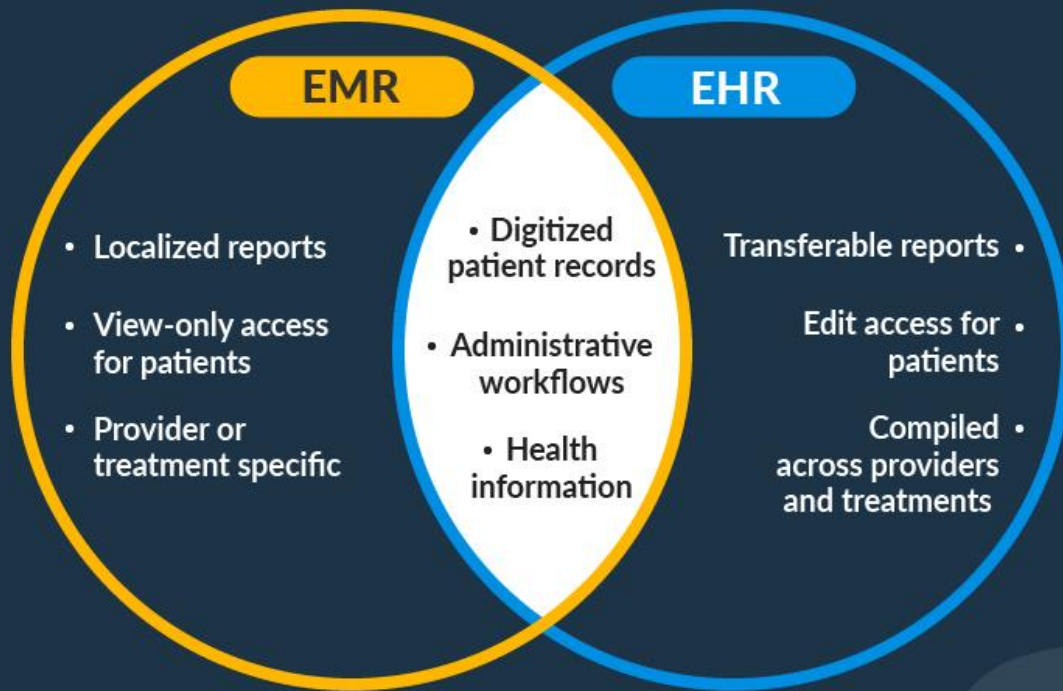 EMR
• Localized reports
• View-only access
for patients
• Provider or
treatment specific
• Digitized
patient records
• Administrative
workflows
• Health
information
EHR
Transferable reports •
Edit access for •
patients
Compiled •
across providers
and treatments